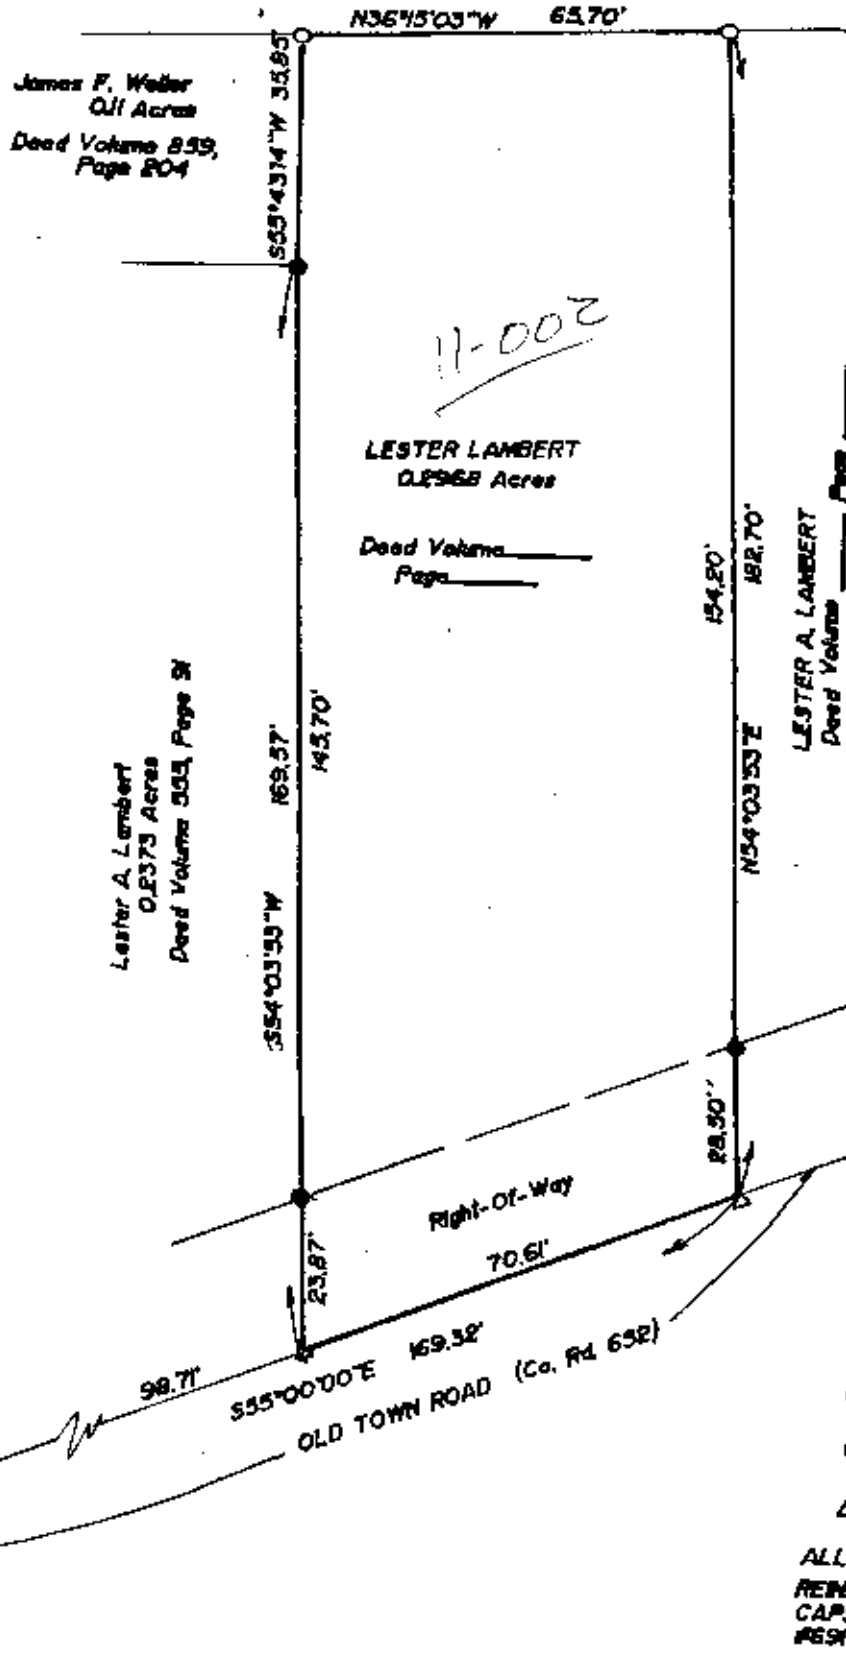 N36°15'03"W 65.70'
S55°43'14"W 35.85'
James F. Weller
0.11 Acres
Deed Volume 859,
Page 204
11-002
LESTER LAMBERT
0.2968 Acres
Deed Volume
Page
154.20'
182.70'
N54°03'53"E
28.50'
LESTER A. LAMBERT
Deed Volume Page
Lester A. Lambert
0.2373 Acres
Deed Volume 555, Page 91
169.57'
145.70'
S54°03'53"W
23.87'
Right-Of-Way
70.61'
98.71'
S55°00'00"E 169.32'
OLD TOWN ROAD (Co. Rd. 652)
ALL